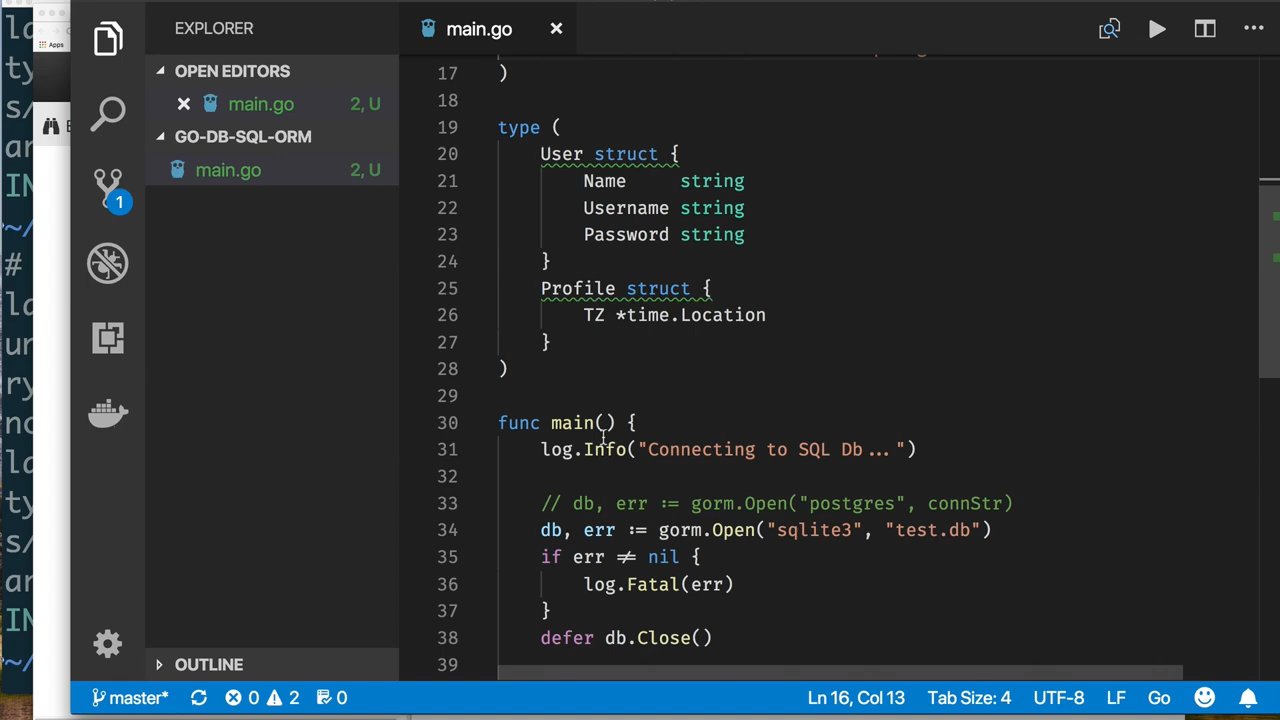 Apps
EXPLORER
OPEN EDITORS
main.go 2, U
GO-DB-SQL-ORM
main.go 2, U
OUTLINE
1
main.go
17 )
18
19 type (
20 User struct {
21 Name string
22 Username string
23 Password string
24 }
25 Profile struct {
26 TZ *time.Location
27 }
28 )
29
30 func main() {
31 log.Info("Connecting to SQL Db...")
32
33 // db, err := gorm.Open("postgres", connStr)
34 db, err := gorm.Open("sqlite3", "test.db")
35 if err ≠ nil {
36 log.Fatal(err)
37 }
38 defer db.Close()
39
master* 0 2 0 Ln 16, Col 13 Tab Size: 4 UTF-8 LF Go